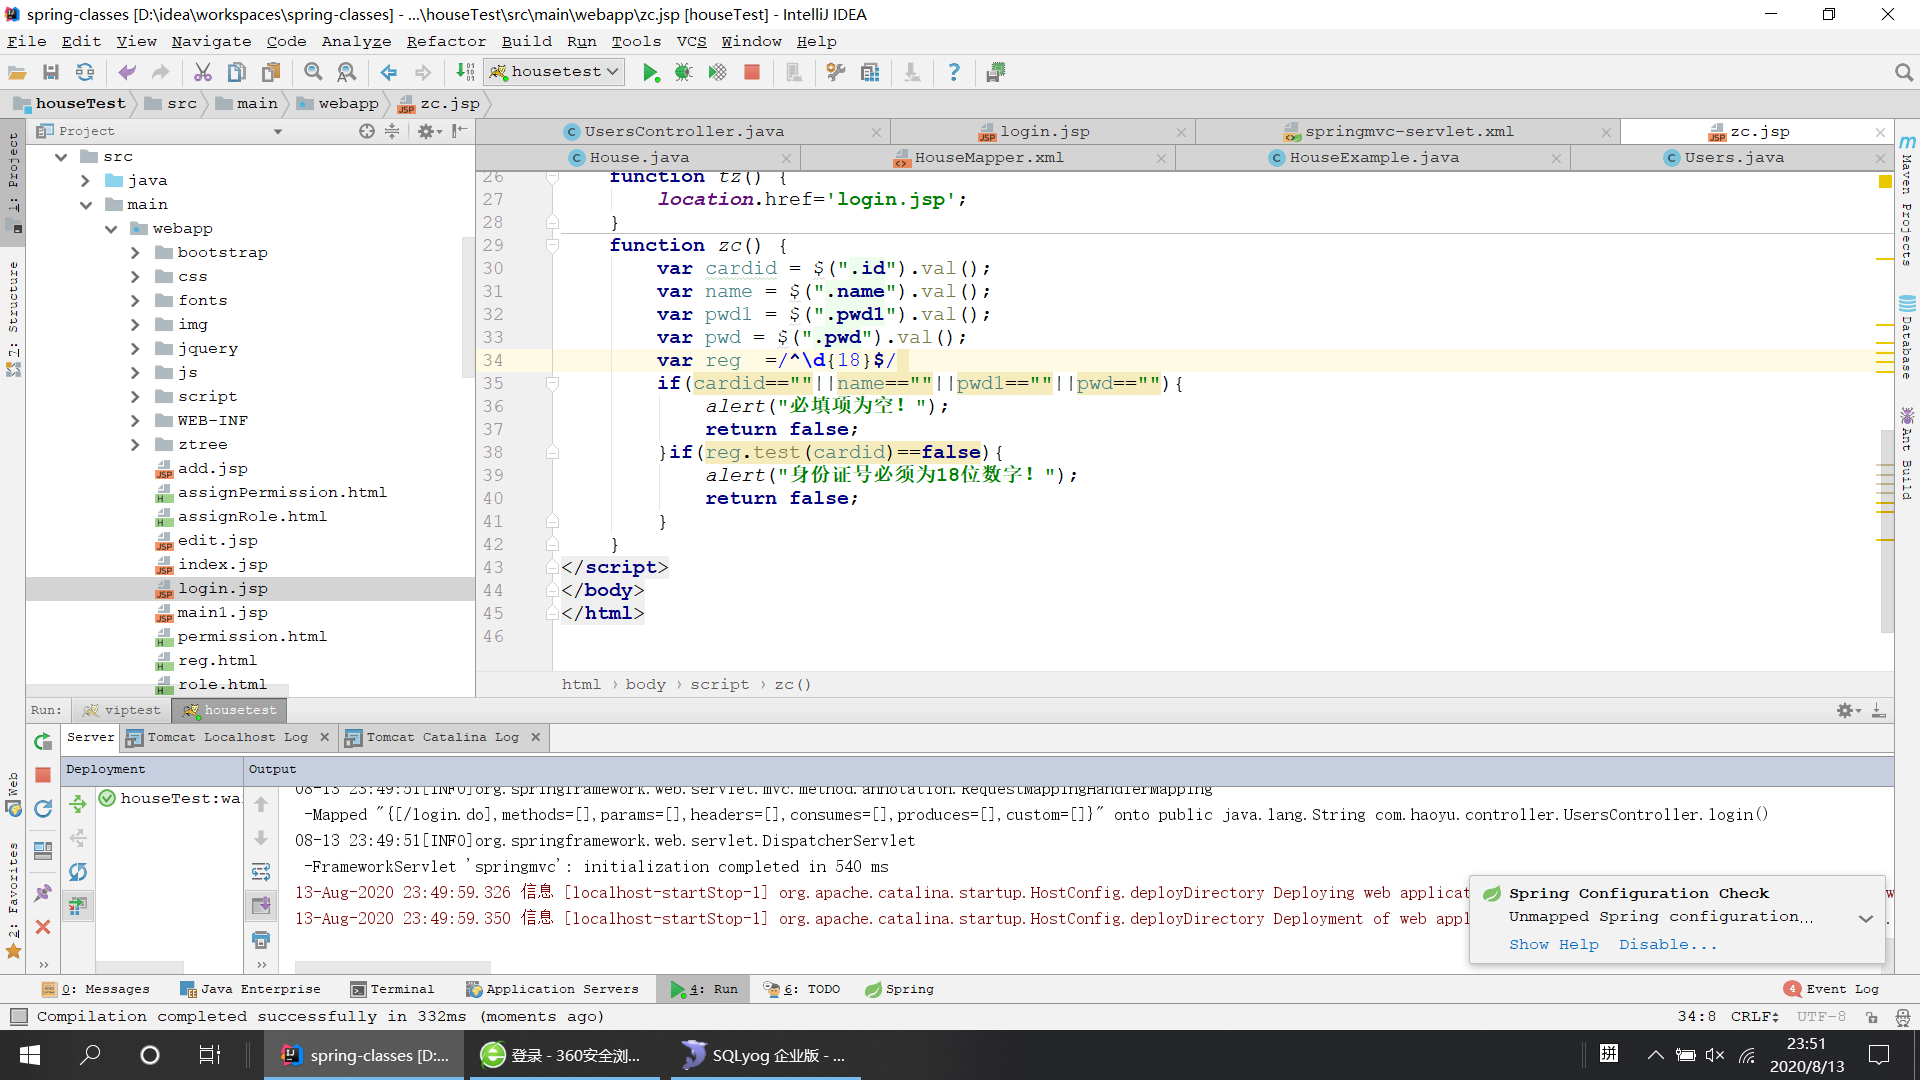 spring-classes [D:\idea\workspaces\spring-classes] - ...\houseTest\src\main\webapp\zc.jsp [houseTest] - IntelliJ IDEA
File Edit View Navigate Code Analyze Refactor Build Run Tools VCS Window Help
housetest
houseTest src main webapp zc.jsp
Project
UsersController.java login.jsp springmvc-servlet.xml zc.jsp
House.java HouseMapper.xml HouseExample.java Users.java
1: Project
7: Structure
Web
2: Favorites
src
java
main
webapp
bootstrap
css
fonts
img
jquery
js
script
WEB-INF
ztree
add.jsp
assignPermission.html
assignRole.html
edit.jsp
index.jsp
login.jsp
main1.jsp
permission.html
reg.html
role.html
26 function tz() {
27 location.href='login.jsp';
28 }
29 function zc() {
30 var cardid = $(".id").val();
31 var name = $(".name").val();
32 var pwd1 = $(".pwd1").val();
33 var pwd = $(".pwd").val();
34 var reg  =/^\d{18}$/
35 if(cardid==""||name==""||pwd1==""||pwd==""){
36 alert("必填项为空！");
37 return false;
38 }if(reg.test(cardid)==false){
39 alert("身份证号必须为18位数字！");
40 return false;
41 }
42 }
43 </script>
44 </body>
45 </html>
46
html › body › script › zc()
Maven Projects
Database
Ant Build
Run: viptest housetest
Server Tomcat Localhost Log Tomcat Catalina Log
Deployment Output
houseTest:wa
08-13 23:49:51[INFO]org.springframework.web.servlet.mvc.method.annotation.RequestMappingHandlerMapping
-Mapped "{[/login.do],methods=[],params=[],headers=[],consumes=[],produces=[],custom=[]}" onto public java.lang.String com.haoyu.controller.UsersController.login()
08-13 23:49:51[INFO]org.springframework.web.servlet.DispatcherServlet
-FrameworkServlet 'springmvc': initialization completed in 540 ms
13-Aug-2020 23:49:59.326 信息 [localhost-startStop-1] org.apache.catalina.startup.HostConfig.deployDirectory Deploying web applicat
13-Aug-2020 23:49:59.350 信息 [localhost-startStop-1] org.apache.catalina.startup.HostConfig.deployDirectory Deployment of web appl
Spring Configuration Check
Unmapped Spring configuration...
Show Help Disable...
0: Messages Java Enterprise Terminal Application Servers 4: Run 6: TODO Spring 4 Event Log
Compilation completed successfully in 332ms (moments ago) 34:8 CRLF UTF-8
spring-classes [D:... 登录 - 360安全浏... SQLyog 企业版 - ... 拼 23:51
2020/8/13